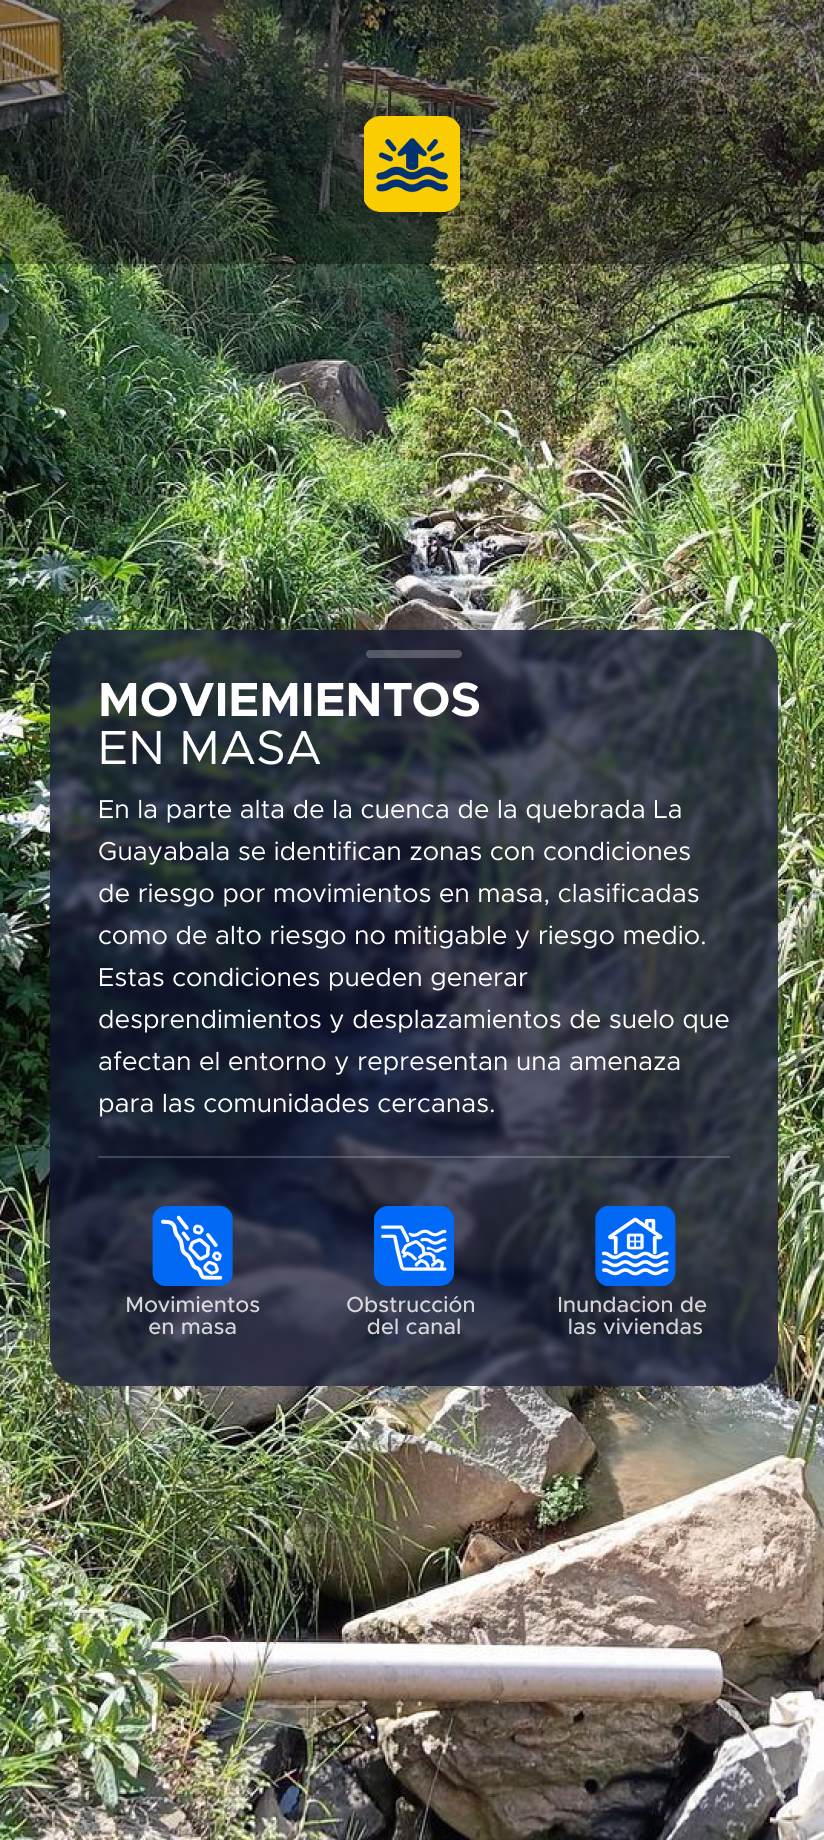 MOVIEMIENTOS
EN MASA
En la parte alta de la cuenca de la quebrada La
Guayabala se identifican zonas con condiciones
de riesgo por movimientos en masa, clasificadas
como de alto riesgo no mitigable y riesgo medio.
Estas condiciones pueden generar
desprendimientos y desplazamientos de suelo que
afectan el entorno y representan una amenaza
para las comunidades cercanas.
Movimientos
en masa
Obstrucción
del canal
Inundacion de
las viviendas